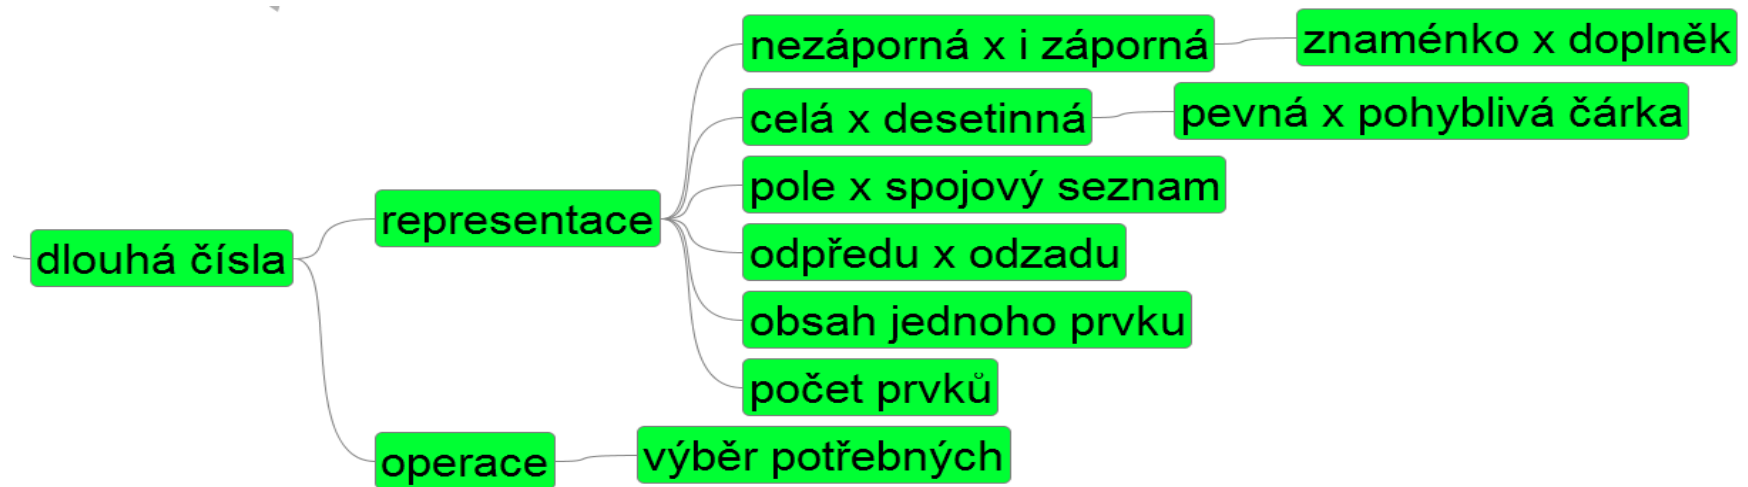 dlouhá čísla
representace
nezáporná x i záporná
znaménko x doplněk
celá x desetinná
pevná x pohyblivá čárka
pole x spojový seznam
odpředu x odzadu
obsah jednoho prvku
počet prvků
operace
výběr potřebných